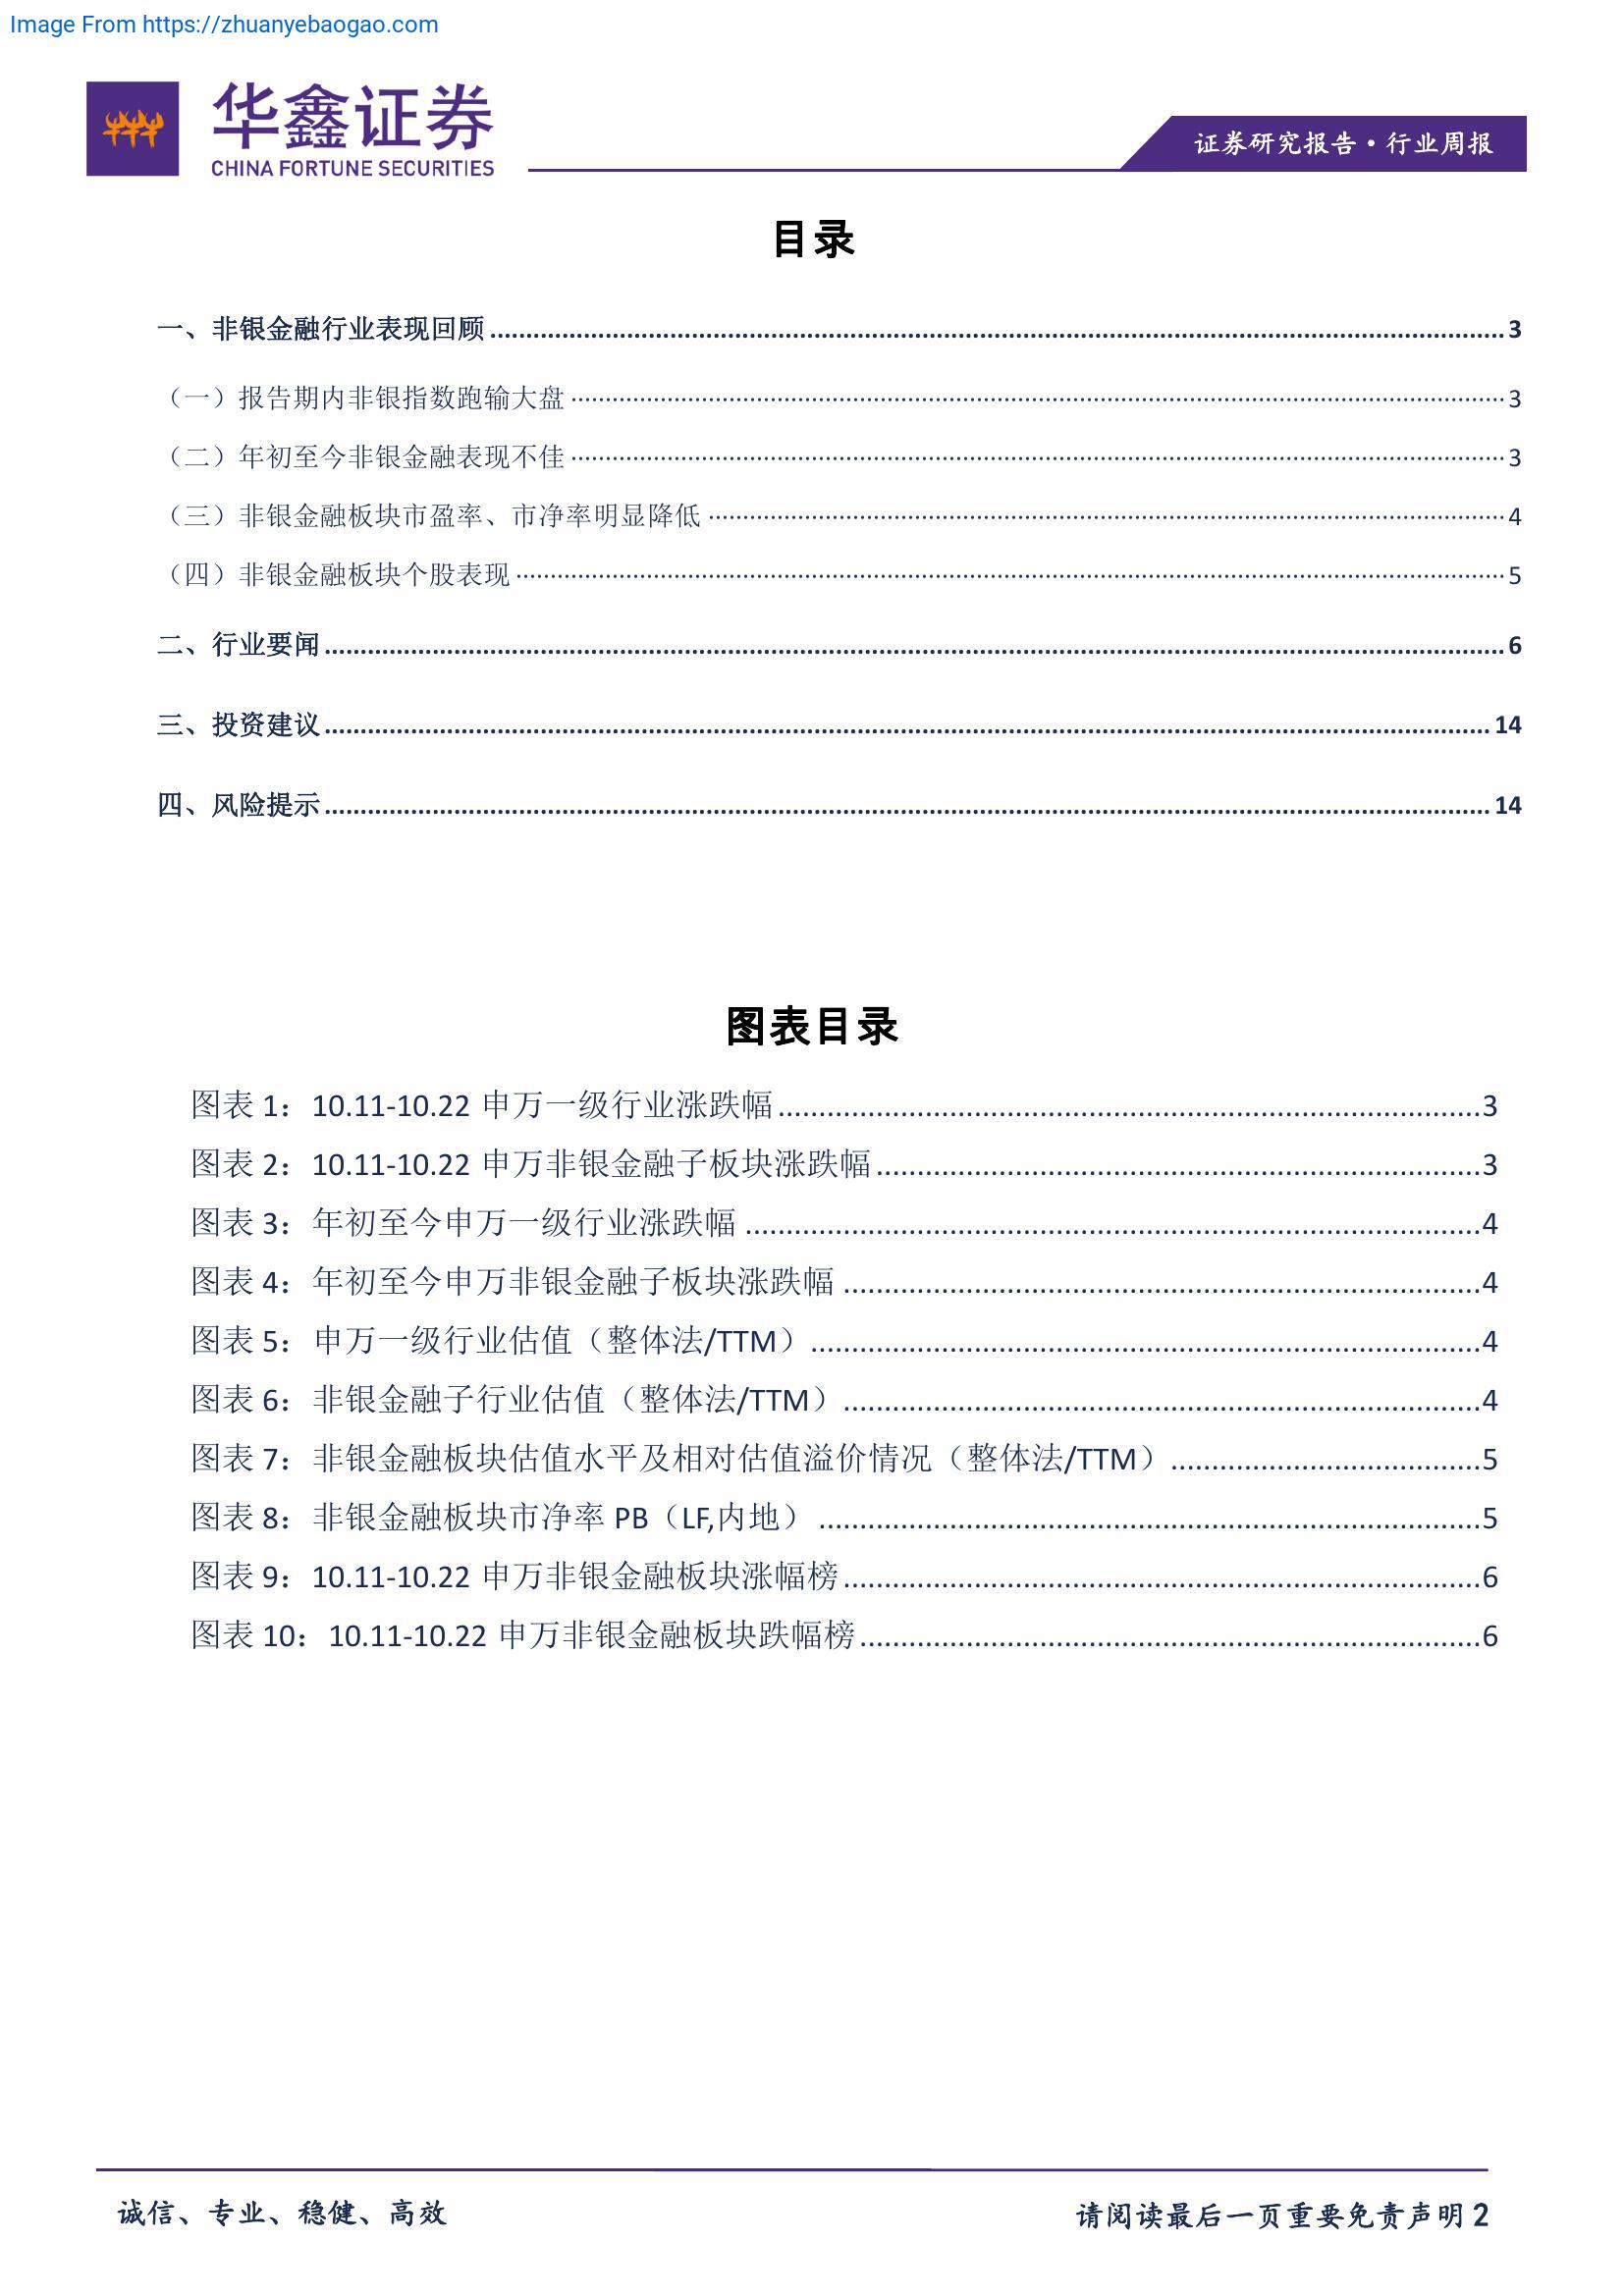 Image From https://zhuanyebaogao.com
华鑫证券
CHINA FORTUNE SECURITIES
证券研究报告·行业周报
目录
一、非银金融行业表现回顾 3
（一）报告期内非银指数跑输大盘 3
（二）年初至今非银金融表现不佳 3
（三）非银金融板块市盈率、市净率明显降低 4
（四）非银金融板块个股表现 5
二、行业要闻 6
三、投资建议 14
四、风险提示 14
图表目录
图表 1：10.11-10.22 申万一级行业涨跌幅 3
图表 2：10.11-10.22 申万非银金融子板块涨跌幅 3
图表 3：年初至今申万一级行业涨跌幅 4
图表 4：年初至今申万非银金融子板块涨跌幅 4
图表 5：申万一级行业估值（整体法/TTM） 4
图表 6：非银金融子行业估值（整体法/TTM） 4
图表 7：非银金融板块估值水平及相对估值溢价情况（整体法/TTM） 5
图表 8：非银金融板块市净率 PB（LF,内地） 5
图表 9：10.11-10.22 申万非银金融板块涨幅榜 6
图表 10：10.11-10.22 申万非银金融板块跌幅榜 6
诚信、专业、稳健、高效
请阅读最后一页重要免责声明 2